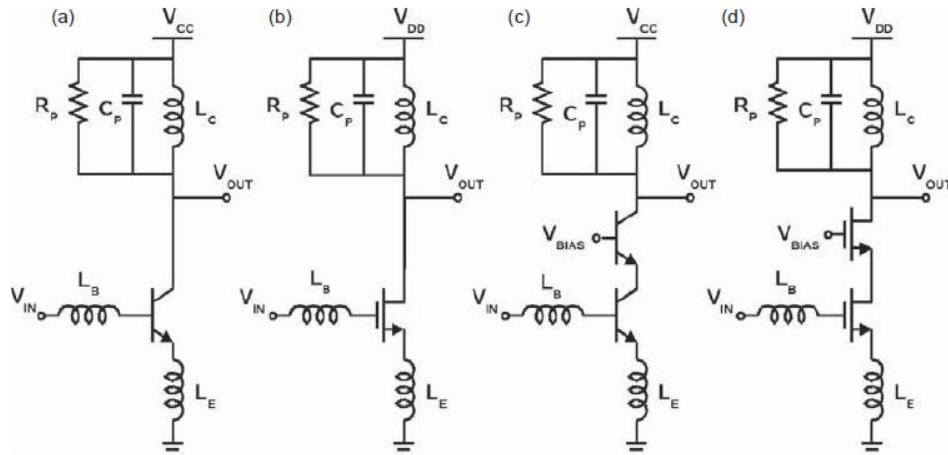 (a) (b) (c) (d)
V_CC V_DD V_CC V_DD
R_P C_P L_C R_P C_P L_C R_P C_P L_C R_P C_P L_C
V_OUT V_OUT V_OUT V_OUT
V_BIAS V_BIAS
L_B L_B L_B L_B
V_IN V_IN V_IN V_IN
L_E L_E L_E L_E